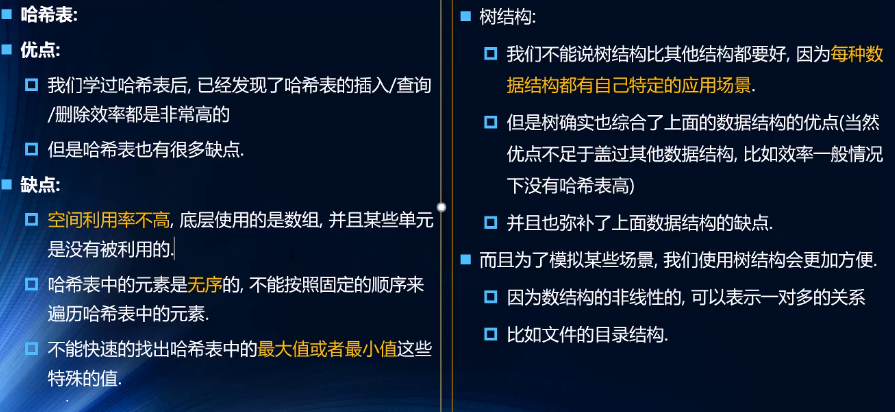 哈希表:
优点:
我们学过哈希表后, 已经发现了哈希表的插入/查询
/删除效率都是非常高的
但是哈希表也有很多缺点.
缺点:
空间利用率不高, 底层使用的是数组, 并且某些单元
是没有被利用的.
哈希表中的元素是无序的, 不能按照固定的顺序来
遍历哈希表中的元素.
不能快速的找出哈希表中的最大值或者最小值这些
特殊的值.
树结构:
我们不能说树结构比其他结构都要好, 因为每种数
据结构都有自己特定的应用场景.
但是树确实也综合了上面的数据结构的优点(当然
优点不足于盖过其他数据结构, 比如效率一般情况
下没有哈希表高)
并且也弥补了上面数据结构的缺点.
而且为了模拟某些场景, 我们使用树结构会更加方便.
因为数结构的非线性的, 可以表示一对多的关系
比如文件的目录结构.